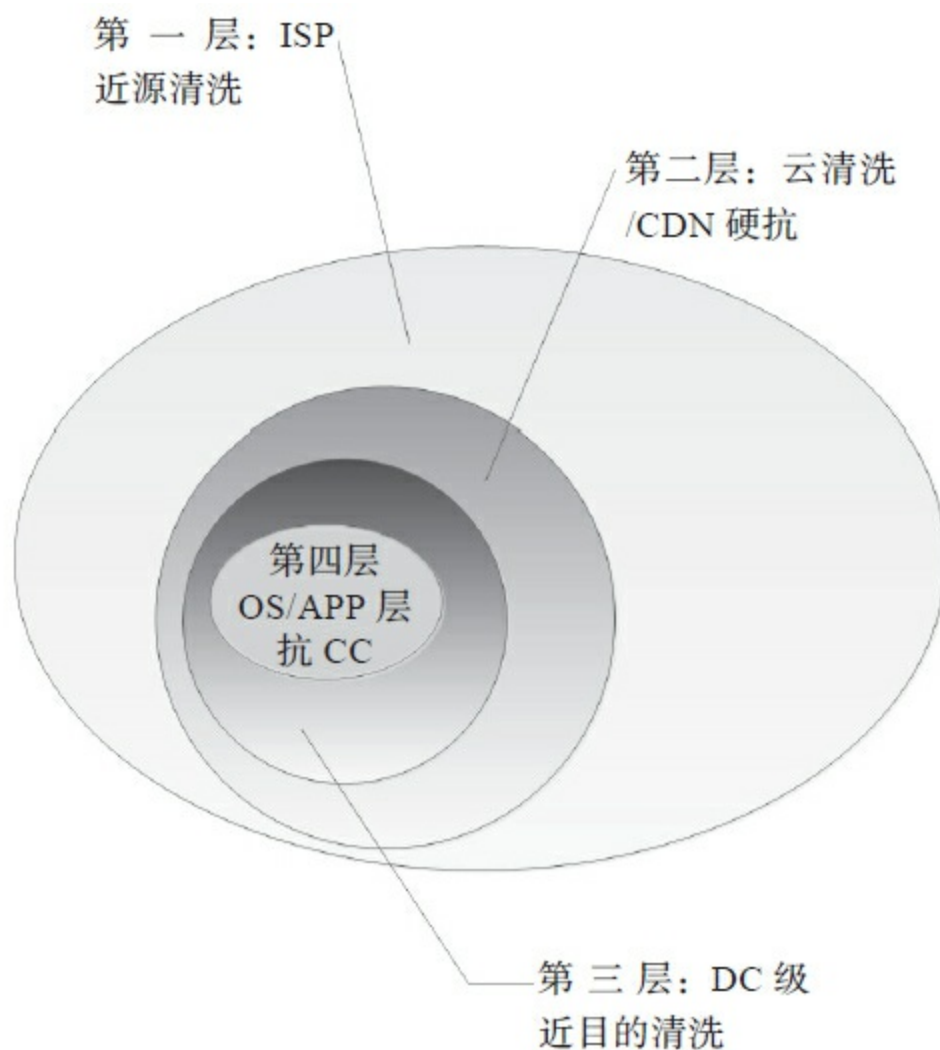 第一层：ISP
近源清洗
第二层：云清洗
/CDN 硬抗
第四层
OS/APP 层
抗 CC
第三层：DC 级
近目的清洗